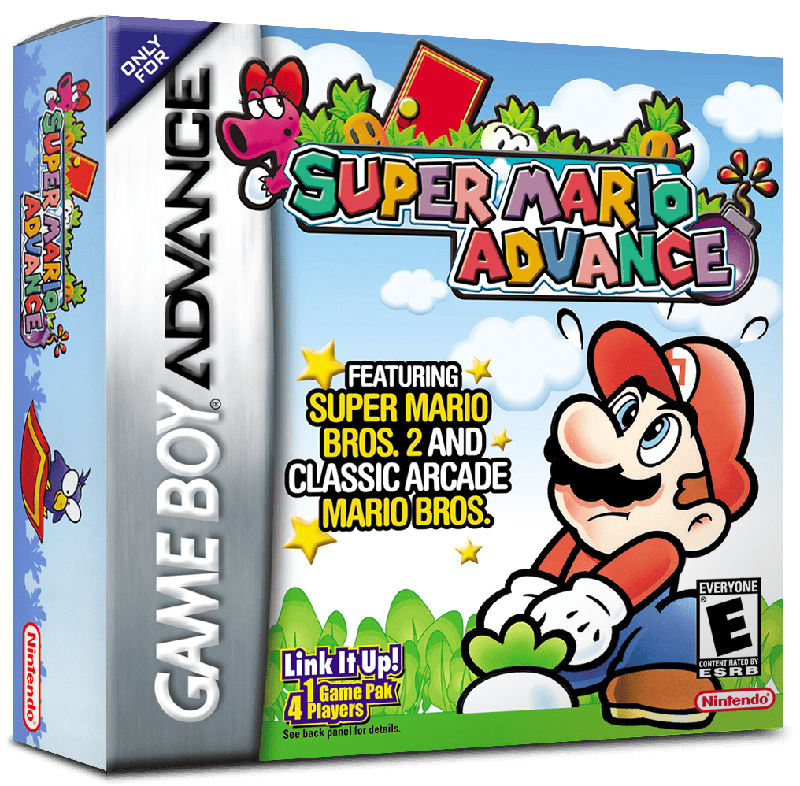 ONLY
FOR
GAME BOY ADVANCE
®
SUPER MARIO
ADVANCE
FEATURING
SUPER MARIO
BROS. 2 AND
CLASSIC ARCADE
MARIO BROS.
Link It Up!
1 Game Pak
4 Players
See back panel for details.
EVERYONE
E
CONTENT RATED BY
ESRB
Nintendo
SUPER MARIO
ADVANCE
Nintendo